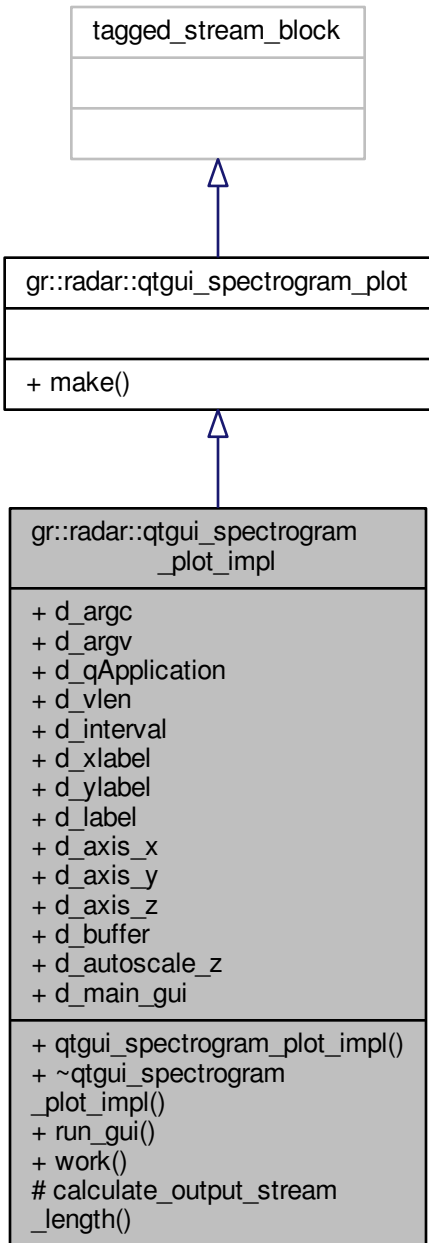 tagged_stream_block
gr::radar::qtgui_spectrogram_plot
+ make()
gr::radar::qtgui_spectrogram
_plot_impl
+ d_argc
+ d_argv
+ d_qApplication
+ d_vlen
+ d_interval
+ d_xlabel
+ d_ylabel
+ d_label
+ d_axis_x
+ d_axis_y
+ d_axis_z
+ d_buffer
+ d_autoscale_z
+ d_main_gui
+ qtgui_spectrogram_plot_impl()
+ ~qtgui_spectrogram
_plot_impl()
+ run_gui()
+ work()
# calculate_output_stream
_length()